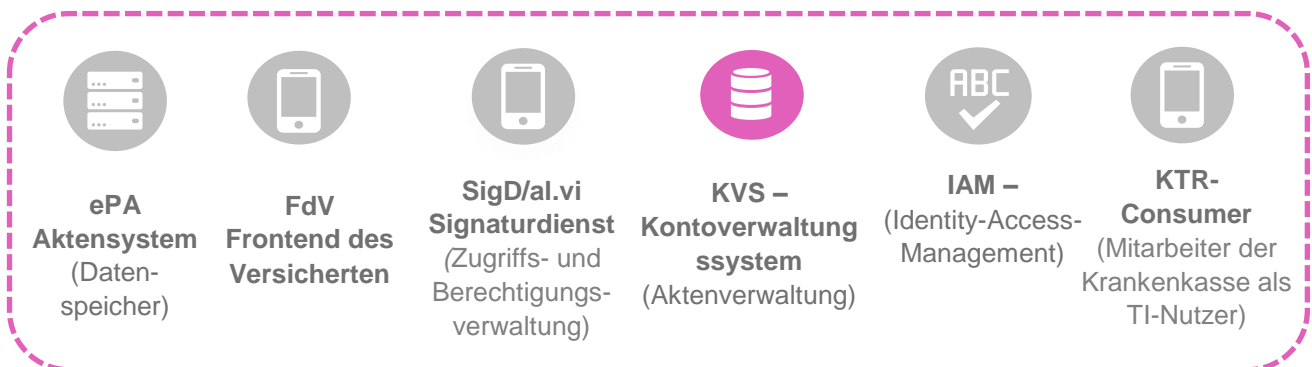 ABC
ePA
Aktensystem
(Daten-
speicher)
FdV
Frontend des
Versicherten
SigD/al.vi
Signaturdienst
(Zugriffs- und
Berechtigungs-
verwaltung)
KVS –
Kontoverwaltung
ssystem
(Aktenverwaltung)
IAM –
(Identity-Access-
Management)
KTR-
Consumer
(Mitarbeiter der
Krankenkasse als
TI-Nutzer)